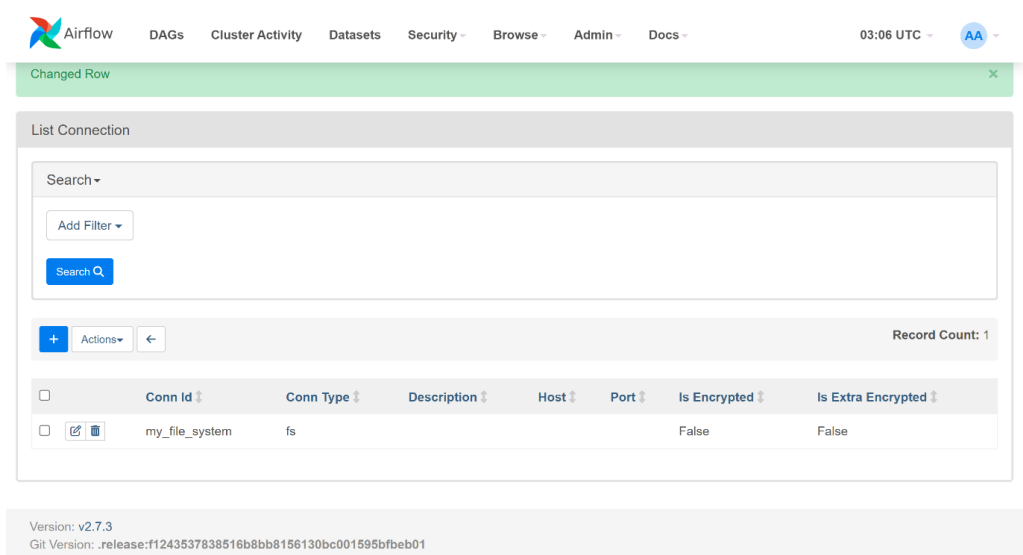 Airflow DAGs Cluster Activity Datasets Security Browse Admin Docs 03:06 UTC AA
Changed Row ×
List Connection
Search
Add Filter
Search
+ Actions ← Record Count: 1
Conn Id Conn Type Description Host Port Is Encrypted Is Extra Encrypted
my_file_system fs False False
Version: v2.7.3
Git Version: .release:f1243537838516b8bb8156130bc001595bfbeb01